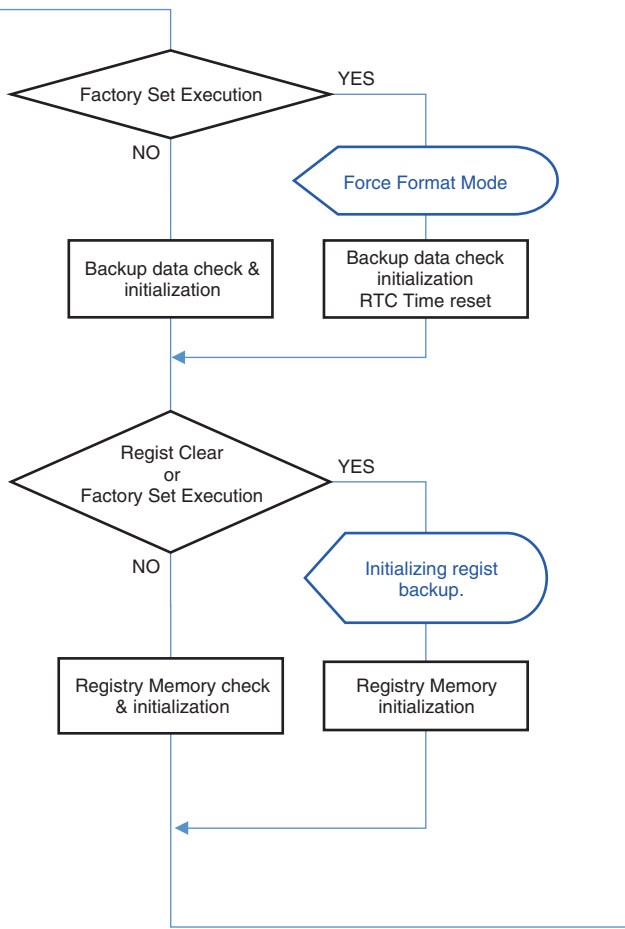 Factory Set Execution
YES
NO
Force Format Mode
Backup data check &
initialization
Backup data check
initialization
RTC Time reset
Regist Clear
or
Factory Set Execution
YES
NO
Initializing regist
backup.
Registry Memory check
& initialization
Registry Memory
initialization